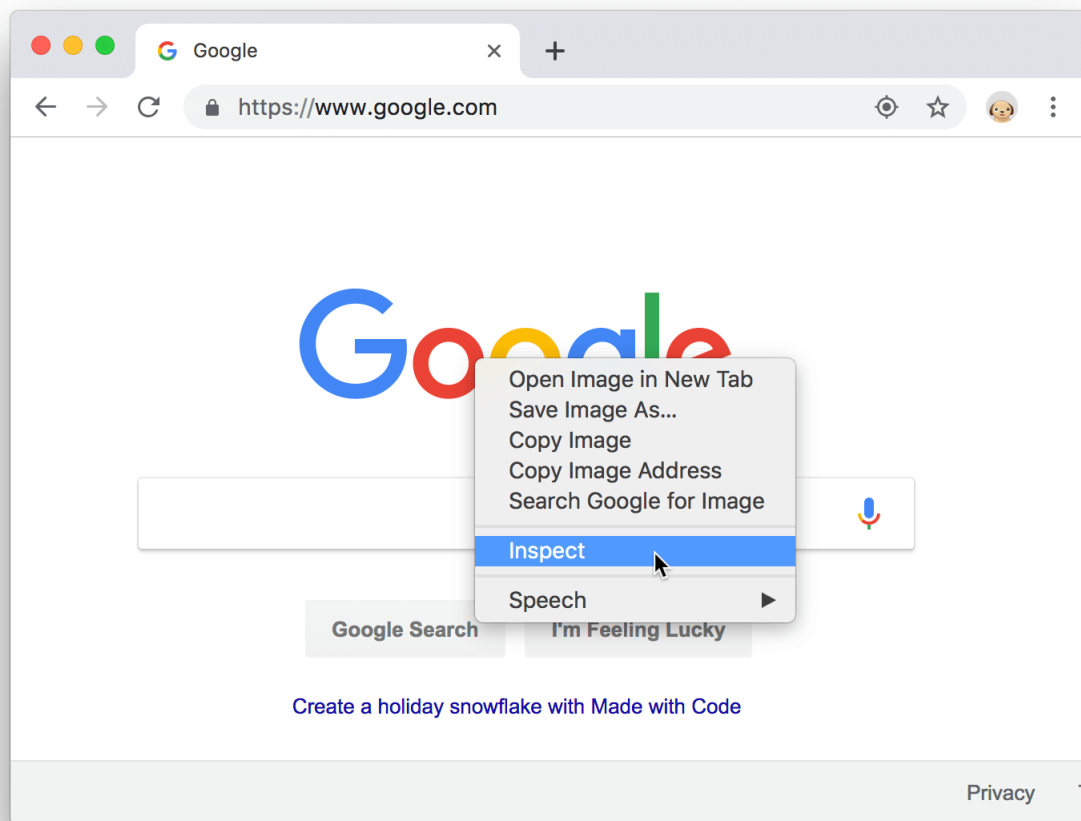 Google
https://www.google.com
Google
Open Image in New Tab
Save Image As...
Copy Image
Copy Image Address
Search Google for Image
Inspect
Speech
Google Search
I'm Feeling Lucky
Create a holiday snowflake with Made with Code
Privacy